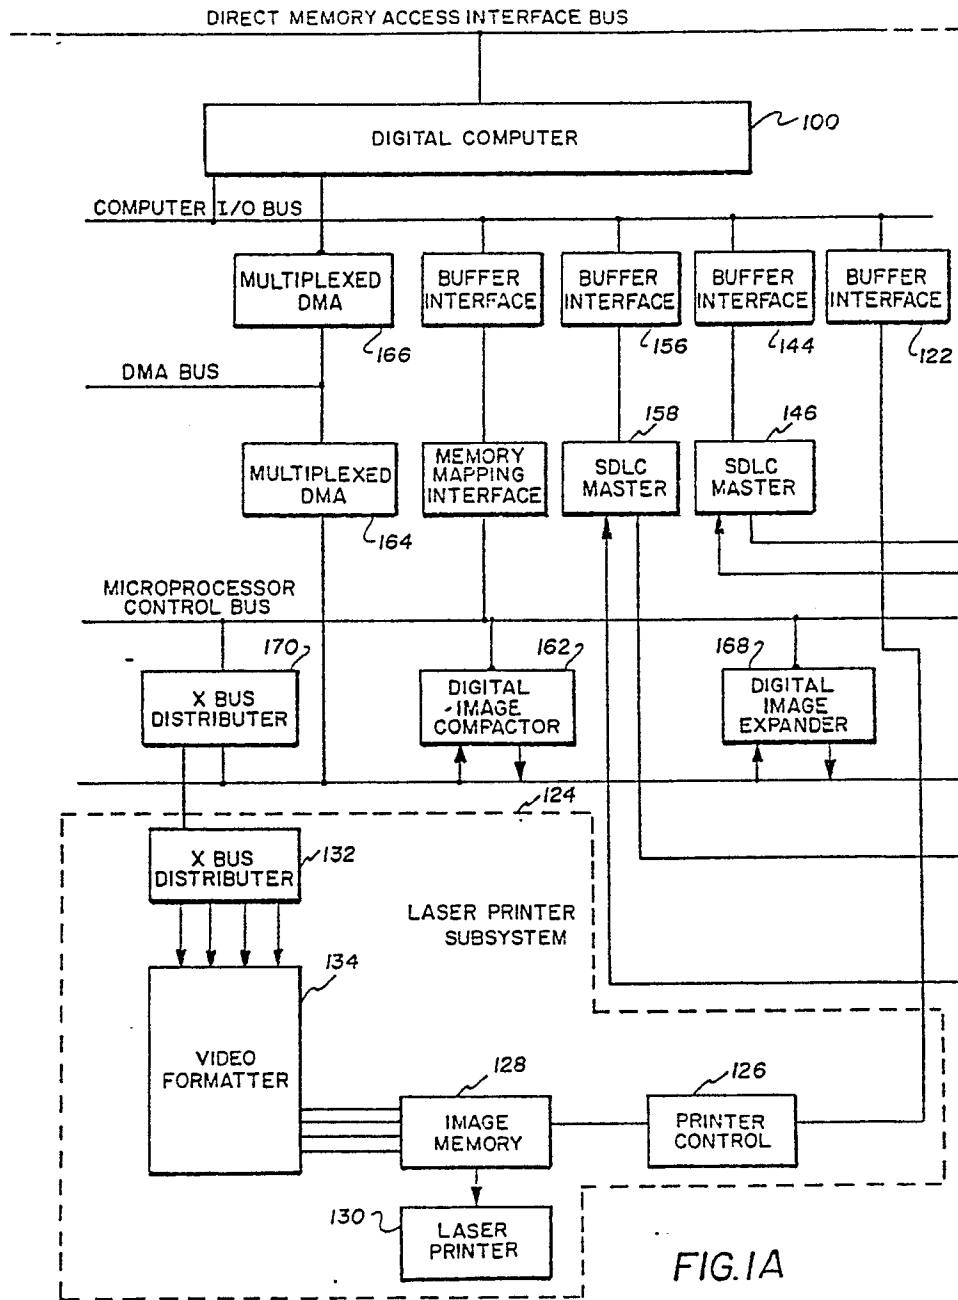 DIRECT MEMORY ACCESS INTERFACE BUS
DIGITAL COMPUTER
100
COMPUTER I/O BUS
MULTIPLEXED
DMA
166
BUFFER
INTERFACE
BUFFER
INTERFACE
156
BUFFER
INTERFACE
144
BUFFER
INTERFACE
122
DMA BUS
MULTIPLEXED
DMA
164
MEMORY
MAPPING
INTERFACE
158
SDLC
MASTER
146
SDLC
MASTER
MICROPROCESSOR
CONTROL BUS
170
X BUS
DISTRIBUTER
162
DIGITAL
IMAGE
COMPACTOR
168
DIGITAL
IMAGE
EXPANDER
124
X BUS
DISTRIBUTER
132
LASER PRINTER
SUBSYSTEM
134
VIDEO
FORMATTER
128
IMAGE
MEMORY
126
PRINTER
CONTROL
130
LASER
PRINTER
FIG. 1A